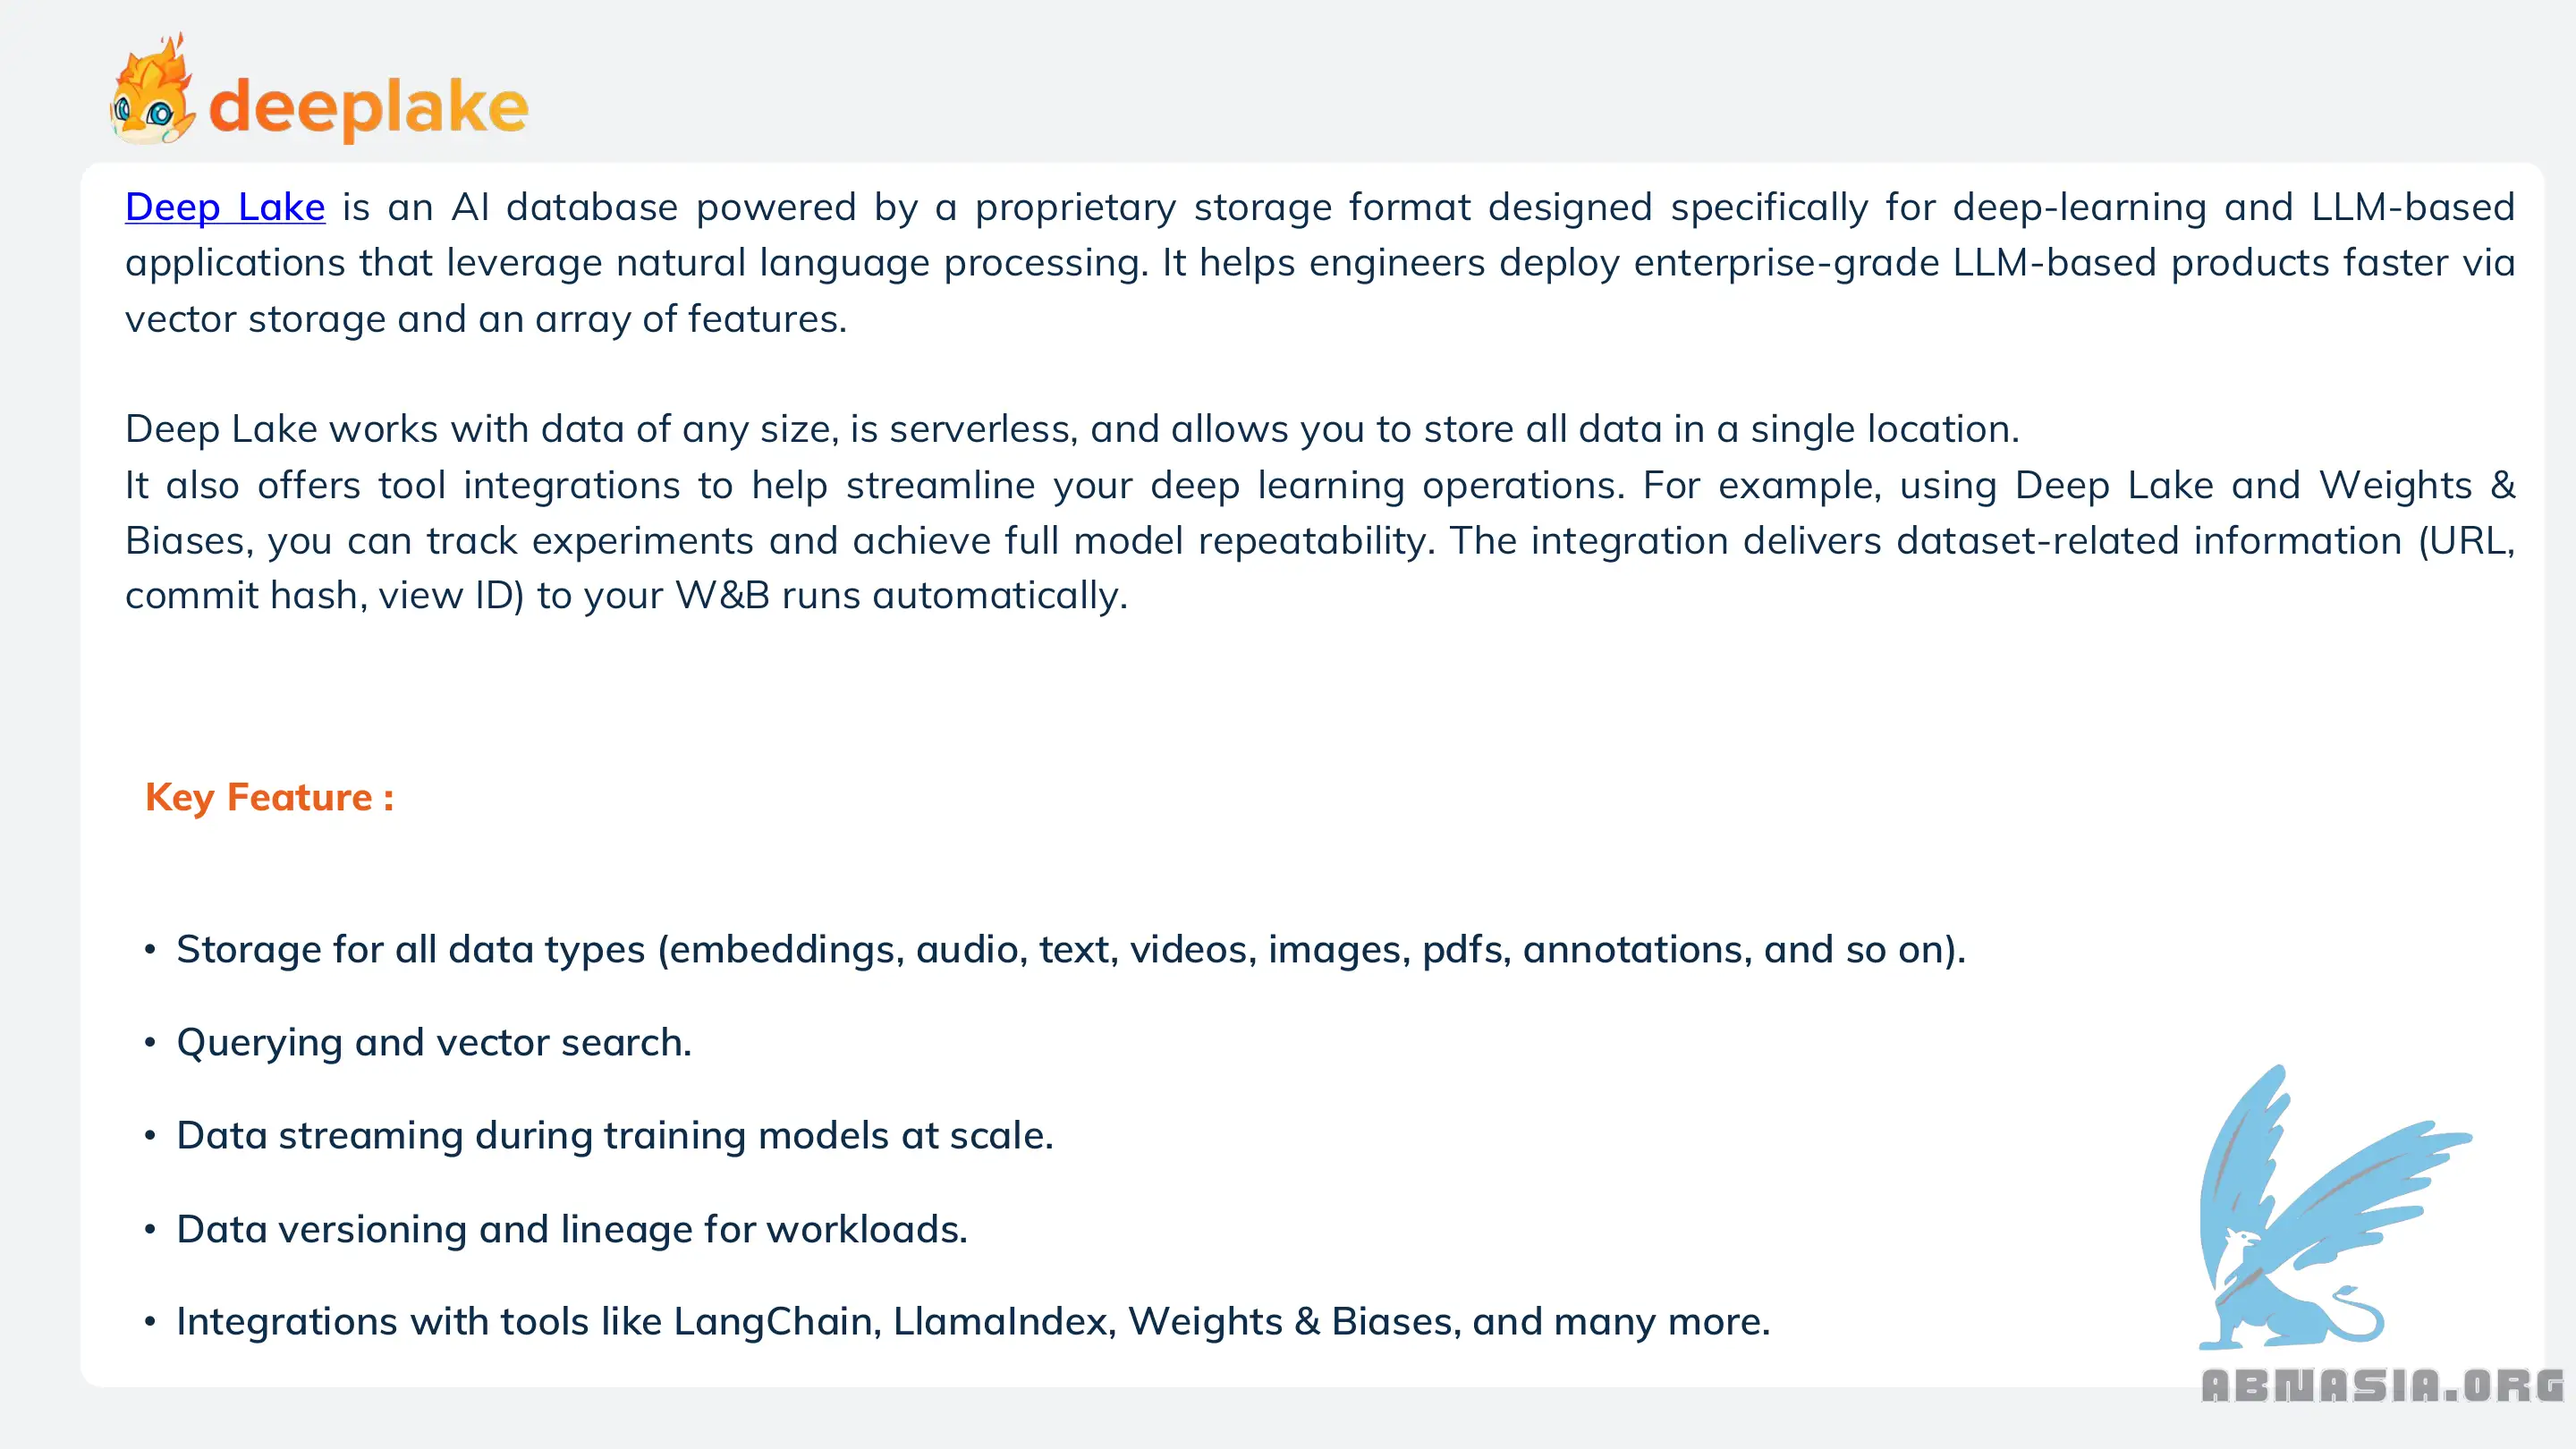 deeplake
Deep Lake is an AI database powered by a proprietary storage format designed specifically for deep-learning and LLM-based
applications that leverage natural language processing. It helps engineers deploy enterprise-grade LLM-based products faster via
vector storage and an array of features.
Deep Lake works with data of any size, is serverless, and allows you to store all data in a single location.
It also offers tool integrations to help streamline your deep learning operations. For example, using Deep Lake and Weights &
Biases, you can track experiments and achieve full model repeatability. The integration delivers dataset-related information (URL,
commit hash, view ID) to your W&B runs automatically.
Key Feature :
• Storage for all data types (embeddings, audio, text, videos, images, pdfs, annotations, and so on).
• Querying and vector search.
• Data streaming during training models at scale.
• Data versioning and lineage for workloads.
• Integrations with tools like LangChain, LlamaIndex, Weights & Biases, and many more.
ABNASIA.ORG